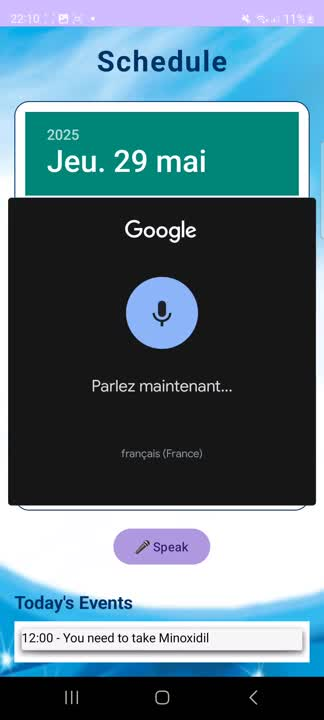 22:10
11%
Schedule
2025
Jeu. 29 mai
Google
Parlez maintenant...
français (France)
Speak
Today's Events
12:00 - You need to take Minoxidil